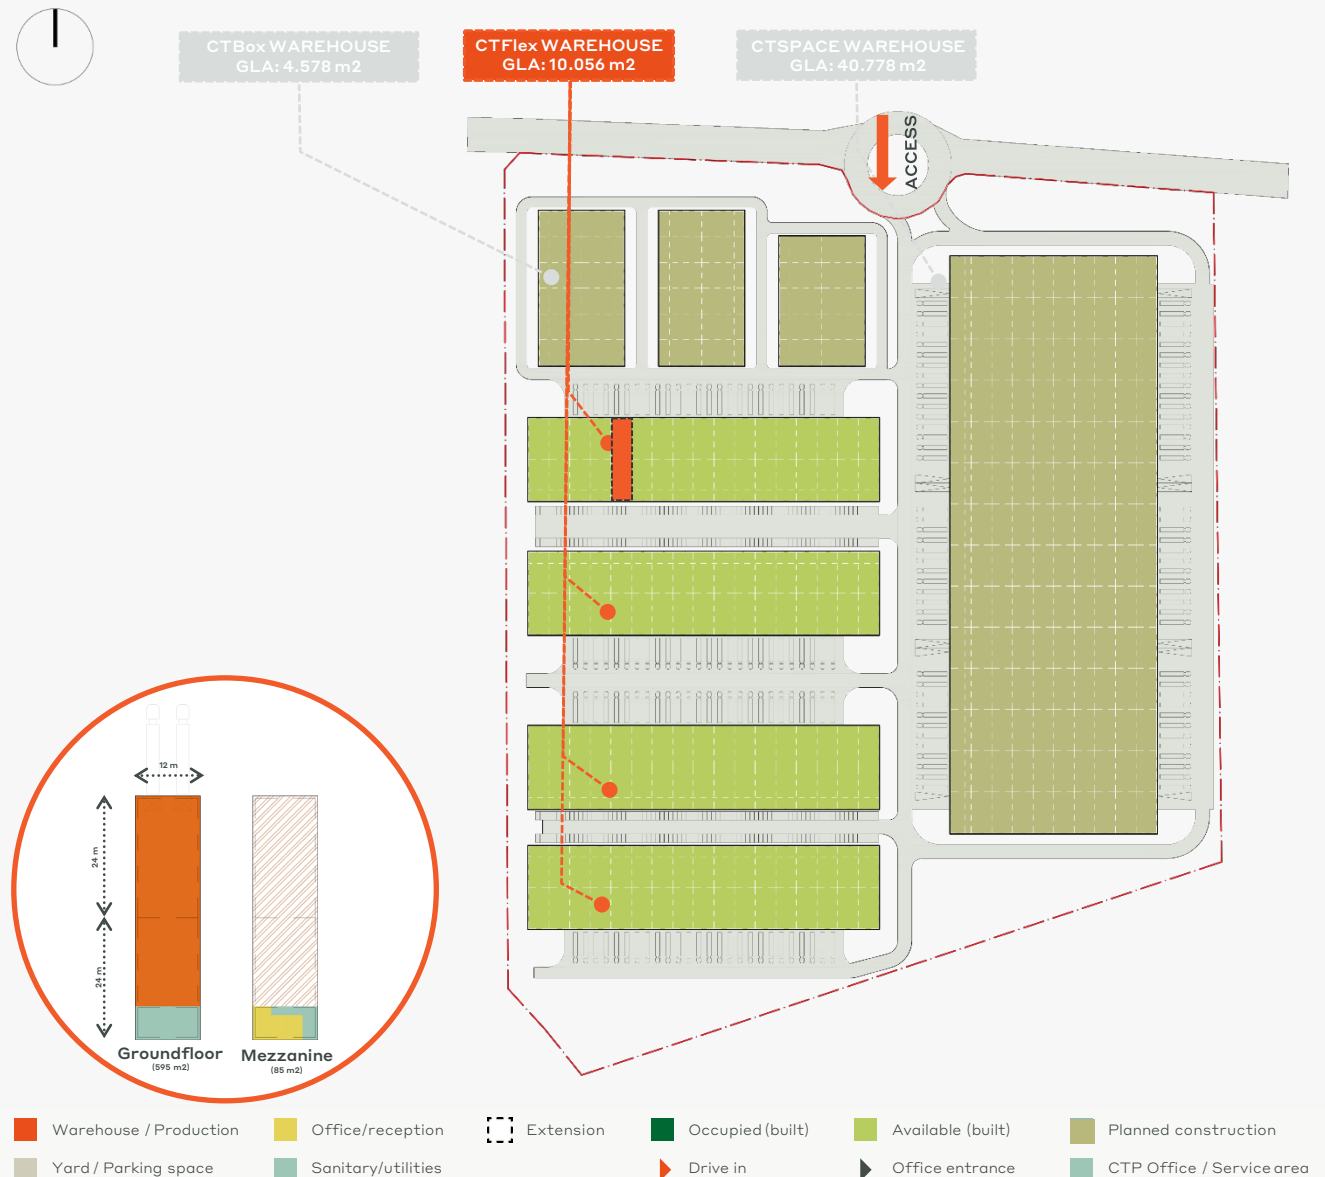 CTBox WAREHOUSE
GLA: 4.578 m2
CTFlex WAREHOUSE
GLA: 10.056 m2
CTSPACE WAREHOUSE
GLA: 40.778 m2
ACCESS
12 m
24 m
24 m
Groundfloor
(595 m2)
Mezzanine
(85 m2)
Warehouse / Production
Office/reception
Extension
Occupied (built)
Available (built)
Planned construction
Yard / Parking space
Sanitary/utilities
Drive in
Office entrance
CTP Office / Service area